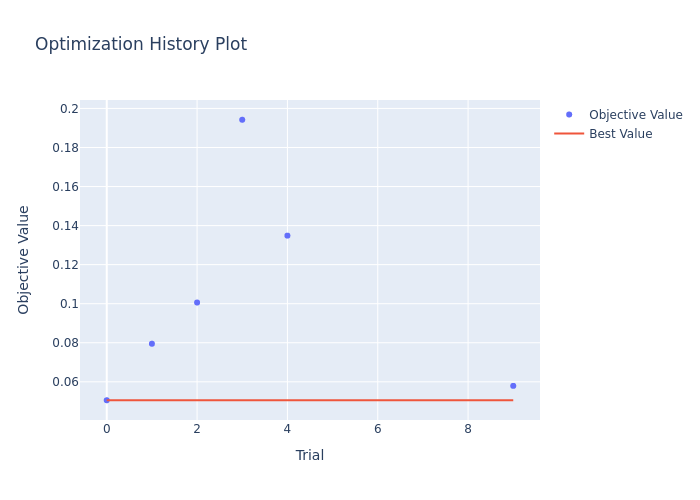 Optimization History Plot
Objective Value
Best Value
0.2
0.18
0.16
0.14
0.12
0.1
0.08
0.06
Objective Value
0 2 4 6 8
Trial